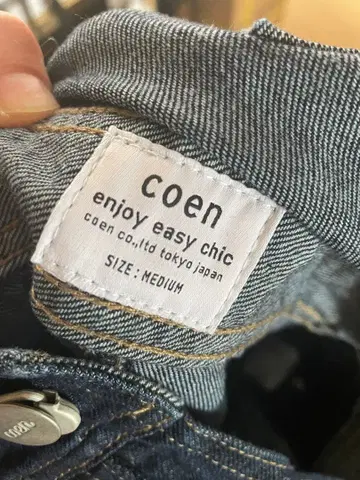 coen
enjoy easy chic
coen co.,ltd tokyo japan
SIZE : MEDIUM